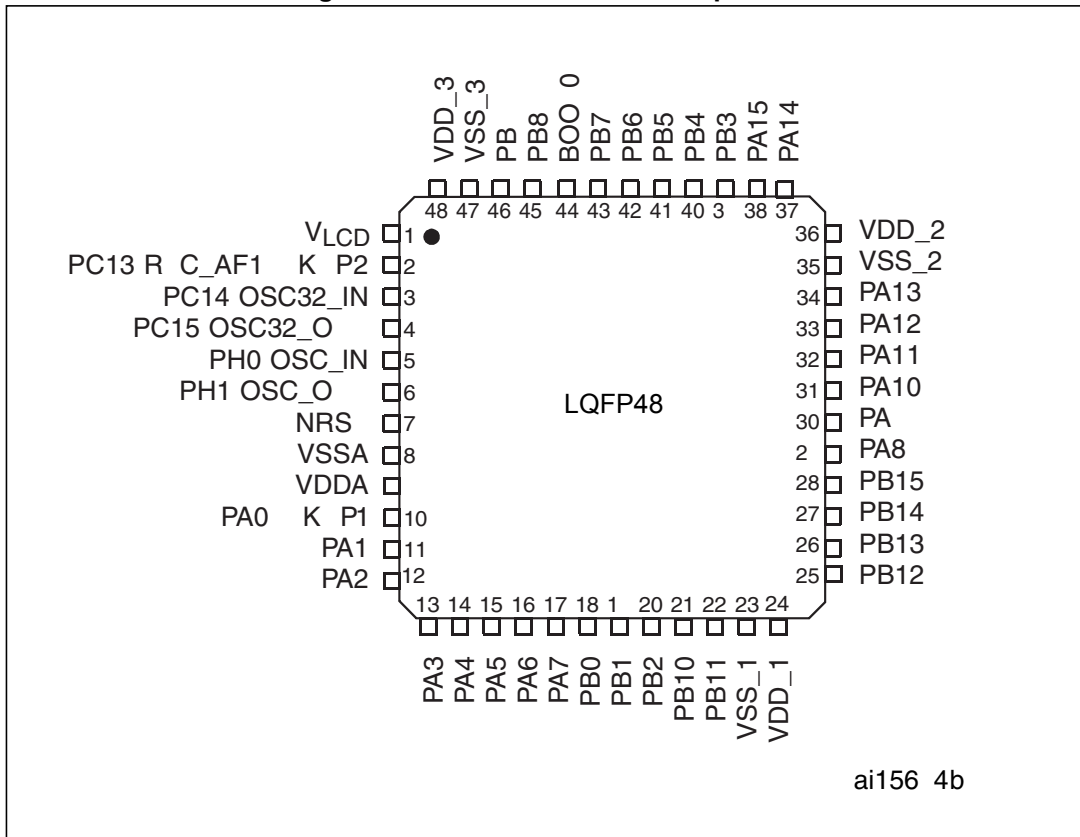 VDD_3
VSS_3
PB
PB8
BOO 0
PB7
PB6
PB5
PB4
PB3
PA15
PA14
48 47 46 45 44 43 42 41 40 3 38 37
VLCD 1
PC13 R C_AF1 K P2 2
PC14 OSC32_IN 3
PC15 OSC32_O 4
PH0 OSC_IN 5
PH1 OSC_O 6
NRS 7
VSSA 8
VDDA
PA0 K P1 10
PA1 11
PA2 12
LQFP48
36 VDD_2
35 VSS_2
34 PA13
33 PA12
32 PA11
31 PA10
30 PA
2 PA8
28 PB15
27 PB14
26 PB13
25 PB12
13 14 15 16 17 18 1 20 21 22 23 24
PA3
PA4
PA5
PA6
PA7
PB0
PB1
PB2
PB10
PB11
VSS_1
VDD_1
ai156 4b